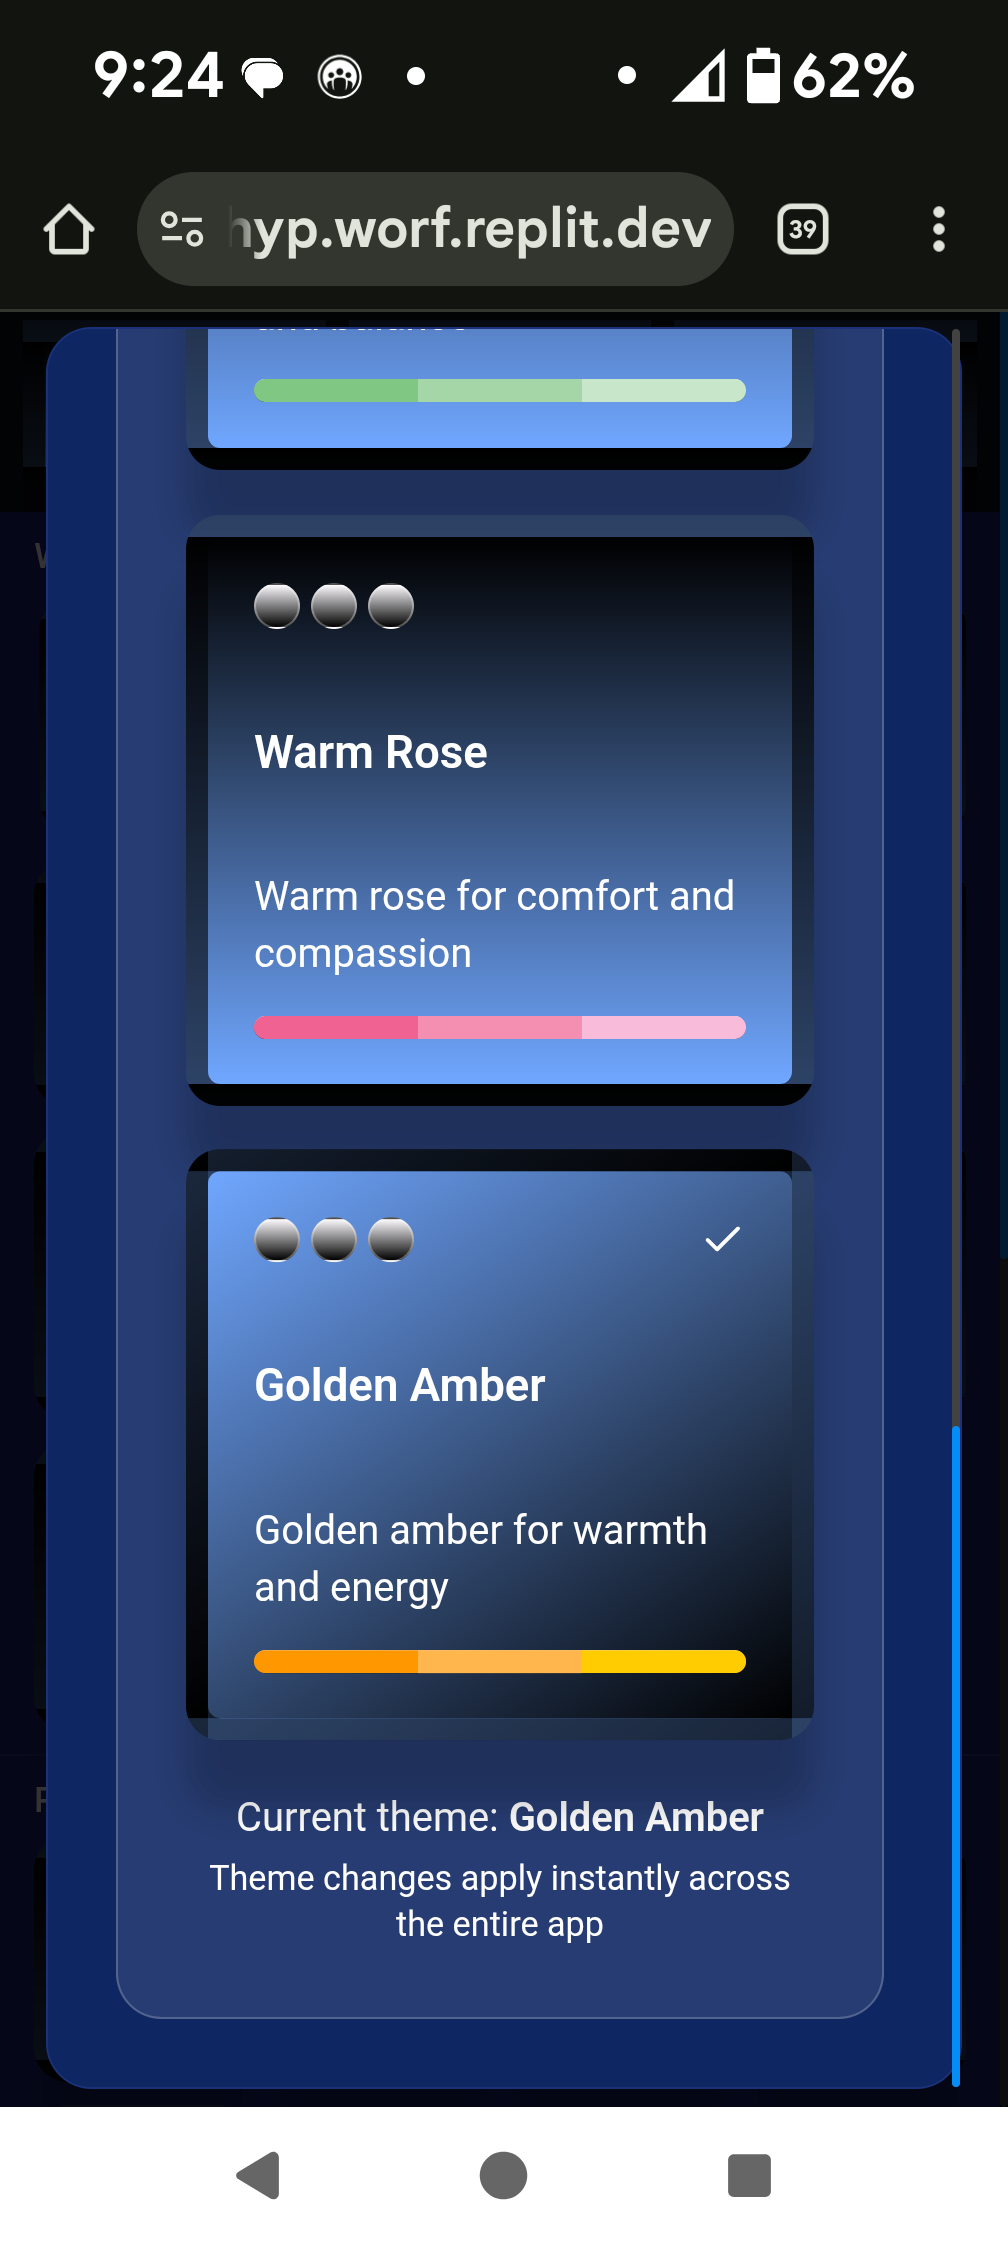 9:24
62%
hyp.worf.replit.dev
39
Warm Rose
Warm rose for comfort and
compassion
Golden Amber
Golden amber for warmth
and energy
Current theme: Golden Amber
Theme changes apply instantly across
the entire app